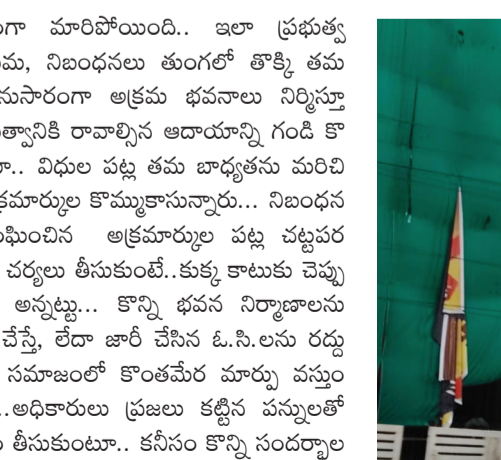 ంగా మారిపోయింది.. ఇలా ప్రభుత్వ
మ, నిబంధనలు తుంగలో తొక్కి తమ
నుసారంగా అక్రమ భవనాలు నిర్మిస్తూ
త్వానికి రావాల్సిన ఆదాయాన్ని గండి కొ
.. విధుల పట్ల తమ బాధ్యతను మరిచి
క్రమార్కుల కొమ్ముకాసున్నారు... నిబంధన
ంఘించిన అక్రమార్కుల పట్ల చట్టపర
చర్యలు తీసుకుంటే..కుక్క కాటుకు చెప్పు
అన్నట్టు... కొన్ని భవన నిర్మాణాలను
చేస్తే, లేదా జారీ చేసిన ఓ.సి.లను రద్దు
సమాజంలో కొంతమేర మార్పు వస్తుం
..అధికారులు ప్రజలు కట్టిన పన్నులతో
తీసుకుంటూ.. కనీసం కొన్ని సందర్భాల